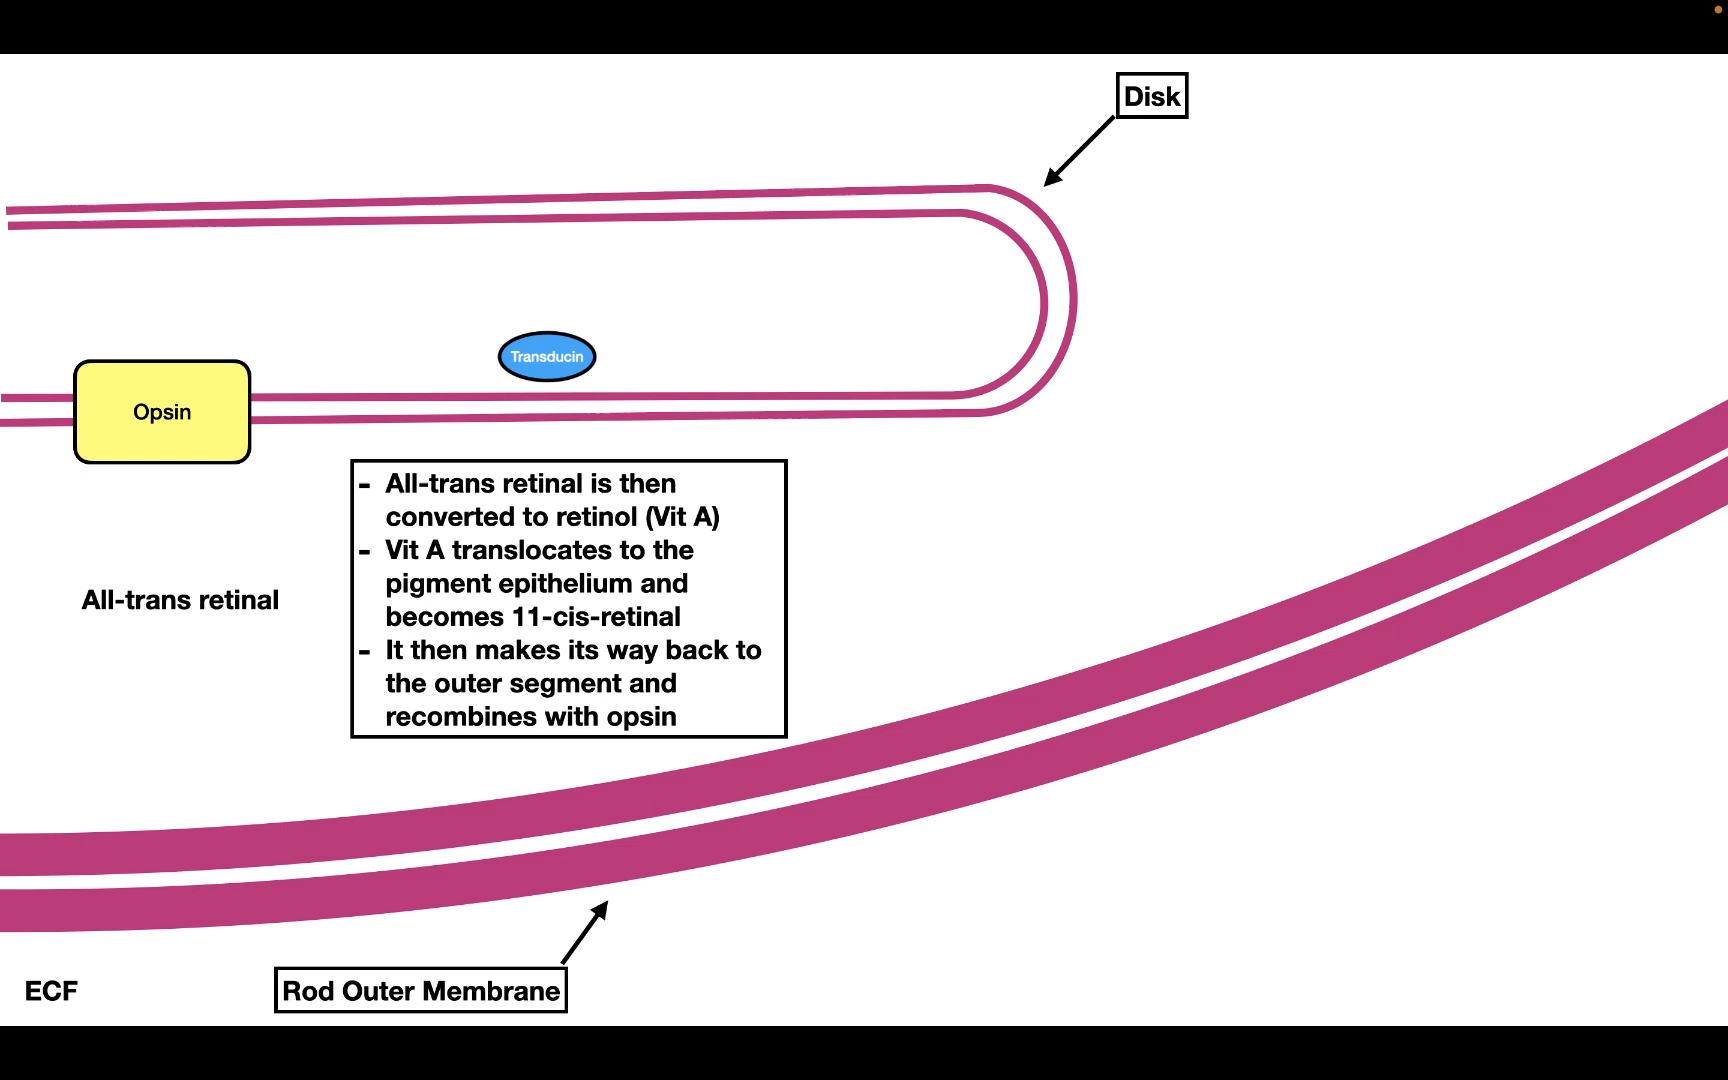 Disk
Transducin
Opsin
- All-trans retinal is then
converted to retinol (Vit A)
- Vit A translocates to the
pigment epithelium and
becomes 11-cis-retinal
- It then makes its way back to
the outer segment and
recombines with opsin
All-trans retinal
Rod Outer Membrane
ECF